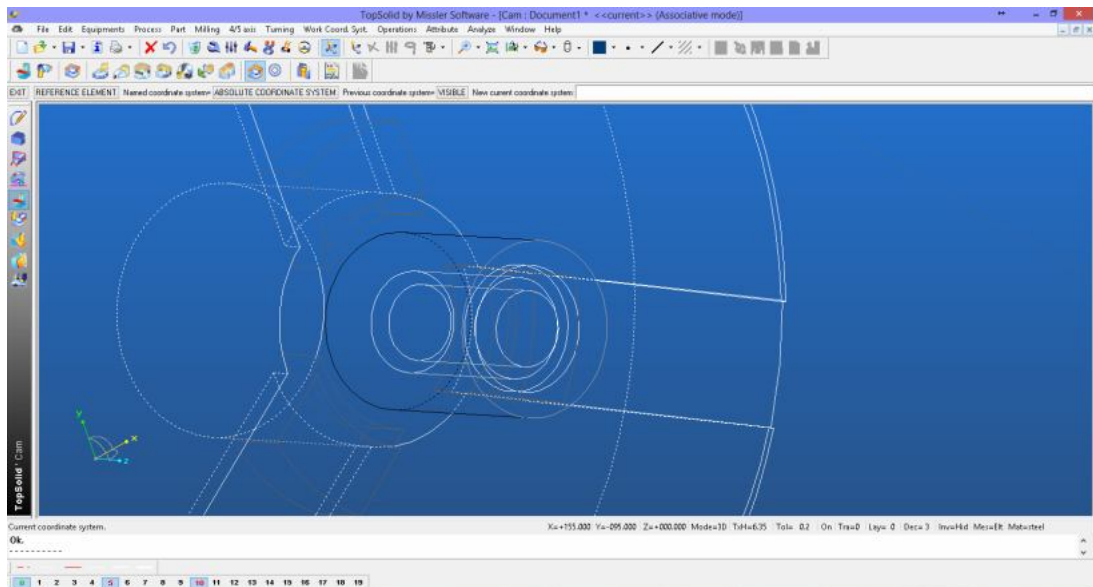 TopSolid by Missler Software - [Cam : Document1 * <<current>> (Associative mode)]
File Edit Equipments Process Part Milling 4/5 axis Turning Work Coord. Syst. Operations Attribute Analyze Window Help
EXIT REFERENCE ELEMENT Named coordinate system= ABSOLUTE COORDINATE SYSTEM Previous coordinate system= VISIBLE New current coordinate system:
y
x
z
TopSolid'Cam
Current coordinate system.
X=+155.000 Y=-095.000 Z=+000.000 Mode=3D TxH=6.35 Tol= 0.2 On Tra=0 Lay= 0 Dec= 3 Inv=Hid Mes=Elt Mat=steel
Ok.
----------
0 1 2 3 4 5 6 7 8 9 10 11 12 13 14 15 16 17 18 19